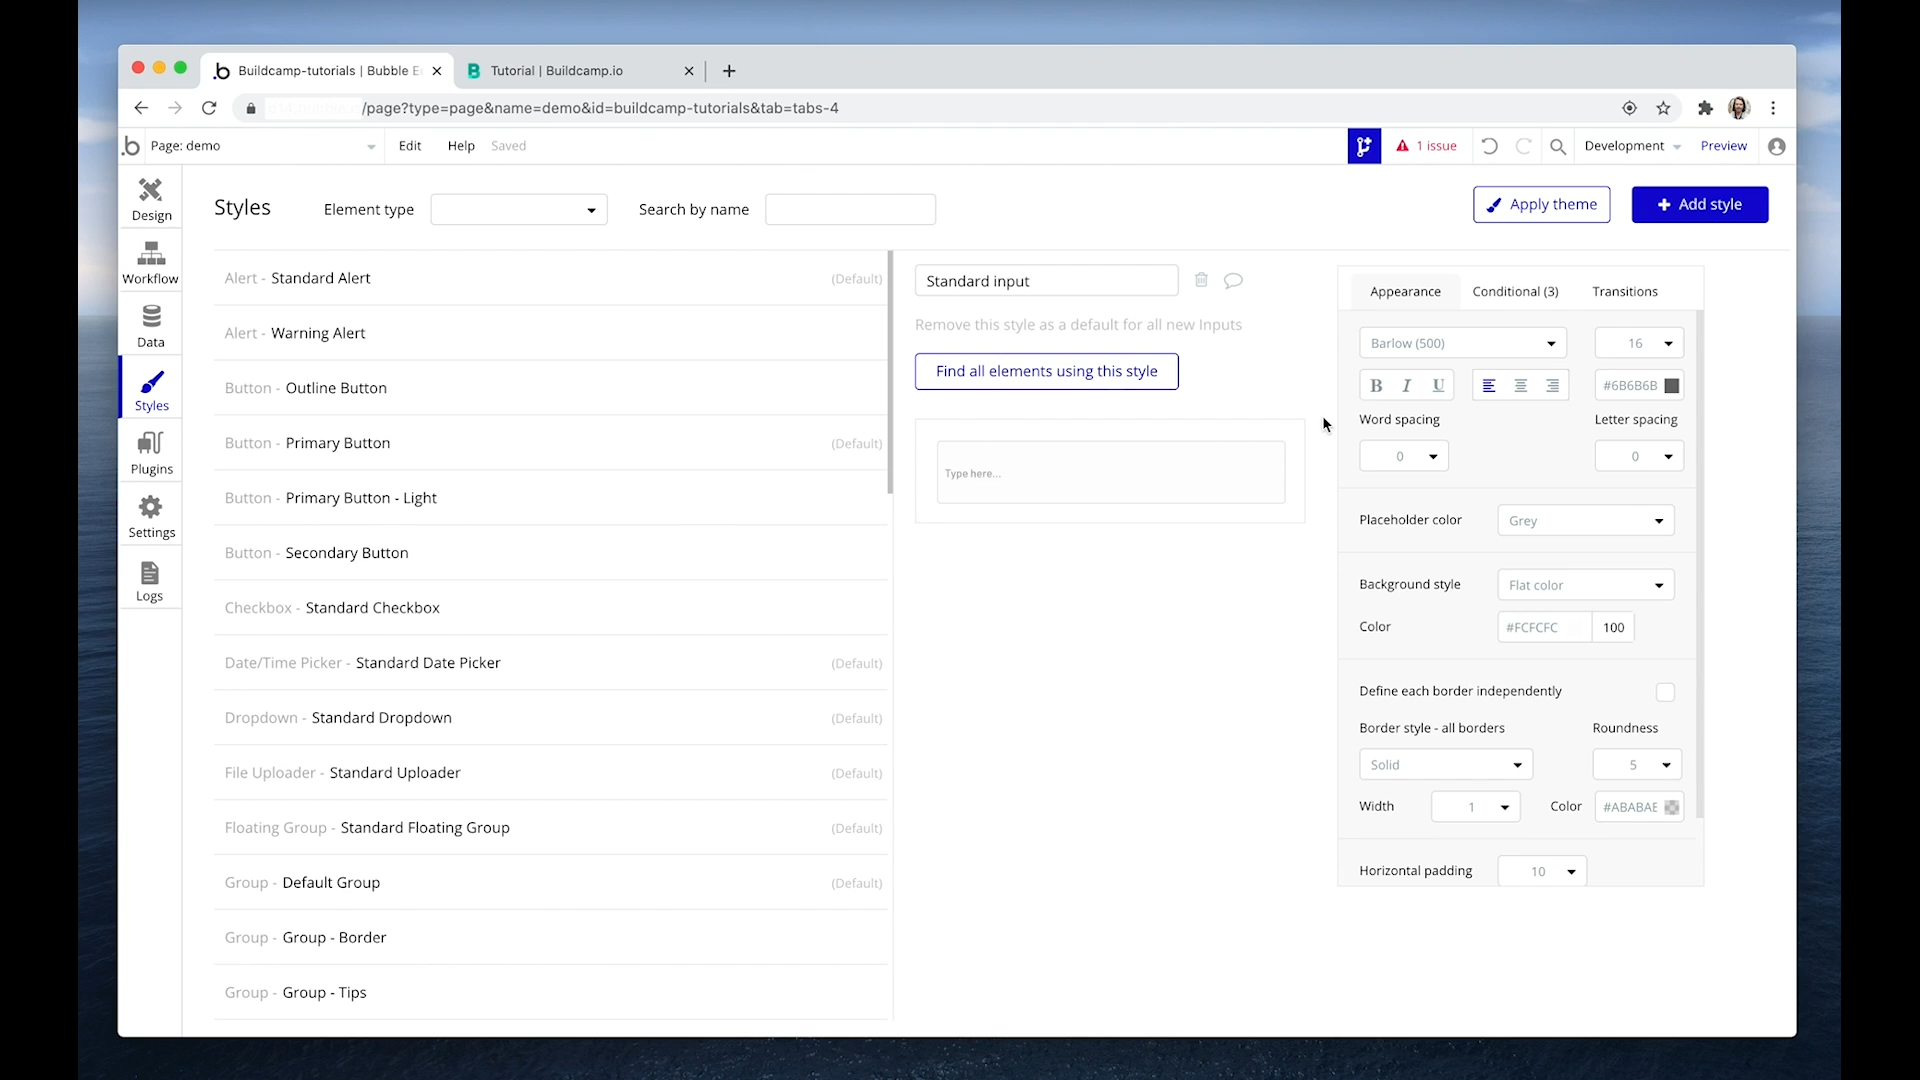 Buildcamp-tutorials | Bubble E
Tutorial | Buildcamp.io
/page?type=page&name=demo&id=buildcamp-tutorials&tab=tabs-4
Page: demo
Edit
Help
Saved
1 issue
Development
Preview
Design
Workflow
Data
Styles
Plugins
Settings
Logs
Styles
Element type
Search by name
Apply theme
+ Add style
Alert - Standard Alert (Default)
Alert - Warning Alert
Button - Outline Button
Button - Primary Button (Default)
Button - Primary Button - Light
Button - Secondary Button
Checkbox - Standard Checkbox
Date/Time Picker - Standard Date Picker (Default)
Dropdown - Standard Dropdown (Default)
File Uploader - Standard Uploader (Default)
Floating Group - Standard Floating Group (Default)
Group - Default Group (Default)
Group - Group - Border
Group - Group - Tips
Standard input
Remove this style as a default for all new Inputs
Find all elements using this style
Type here...
Appearance
Conditional (3)
Transitions
Barlow (500)
16
B I U
#6B6B6B
Word spacing
Letter spacing
0
0
Placeholder color
Grey
Background style
Flat color
Color
#FCFCFC
100
Define each border independently
Border style - all borders
Roundness
Solid
5
Width
1
Color
#ABABAE
Horizontal padding
10